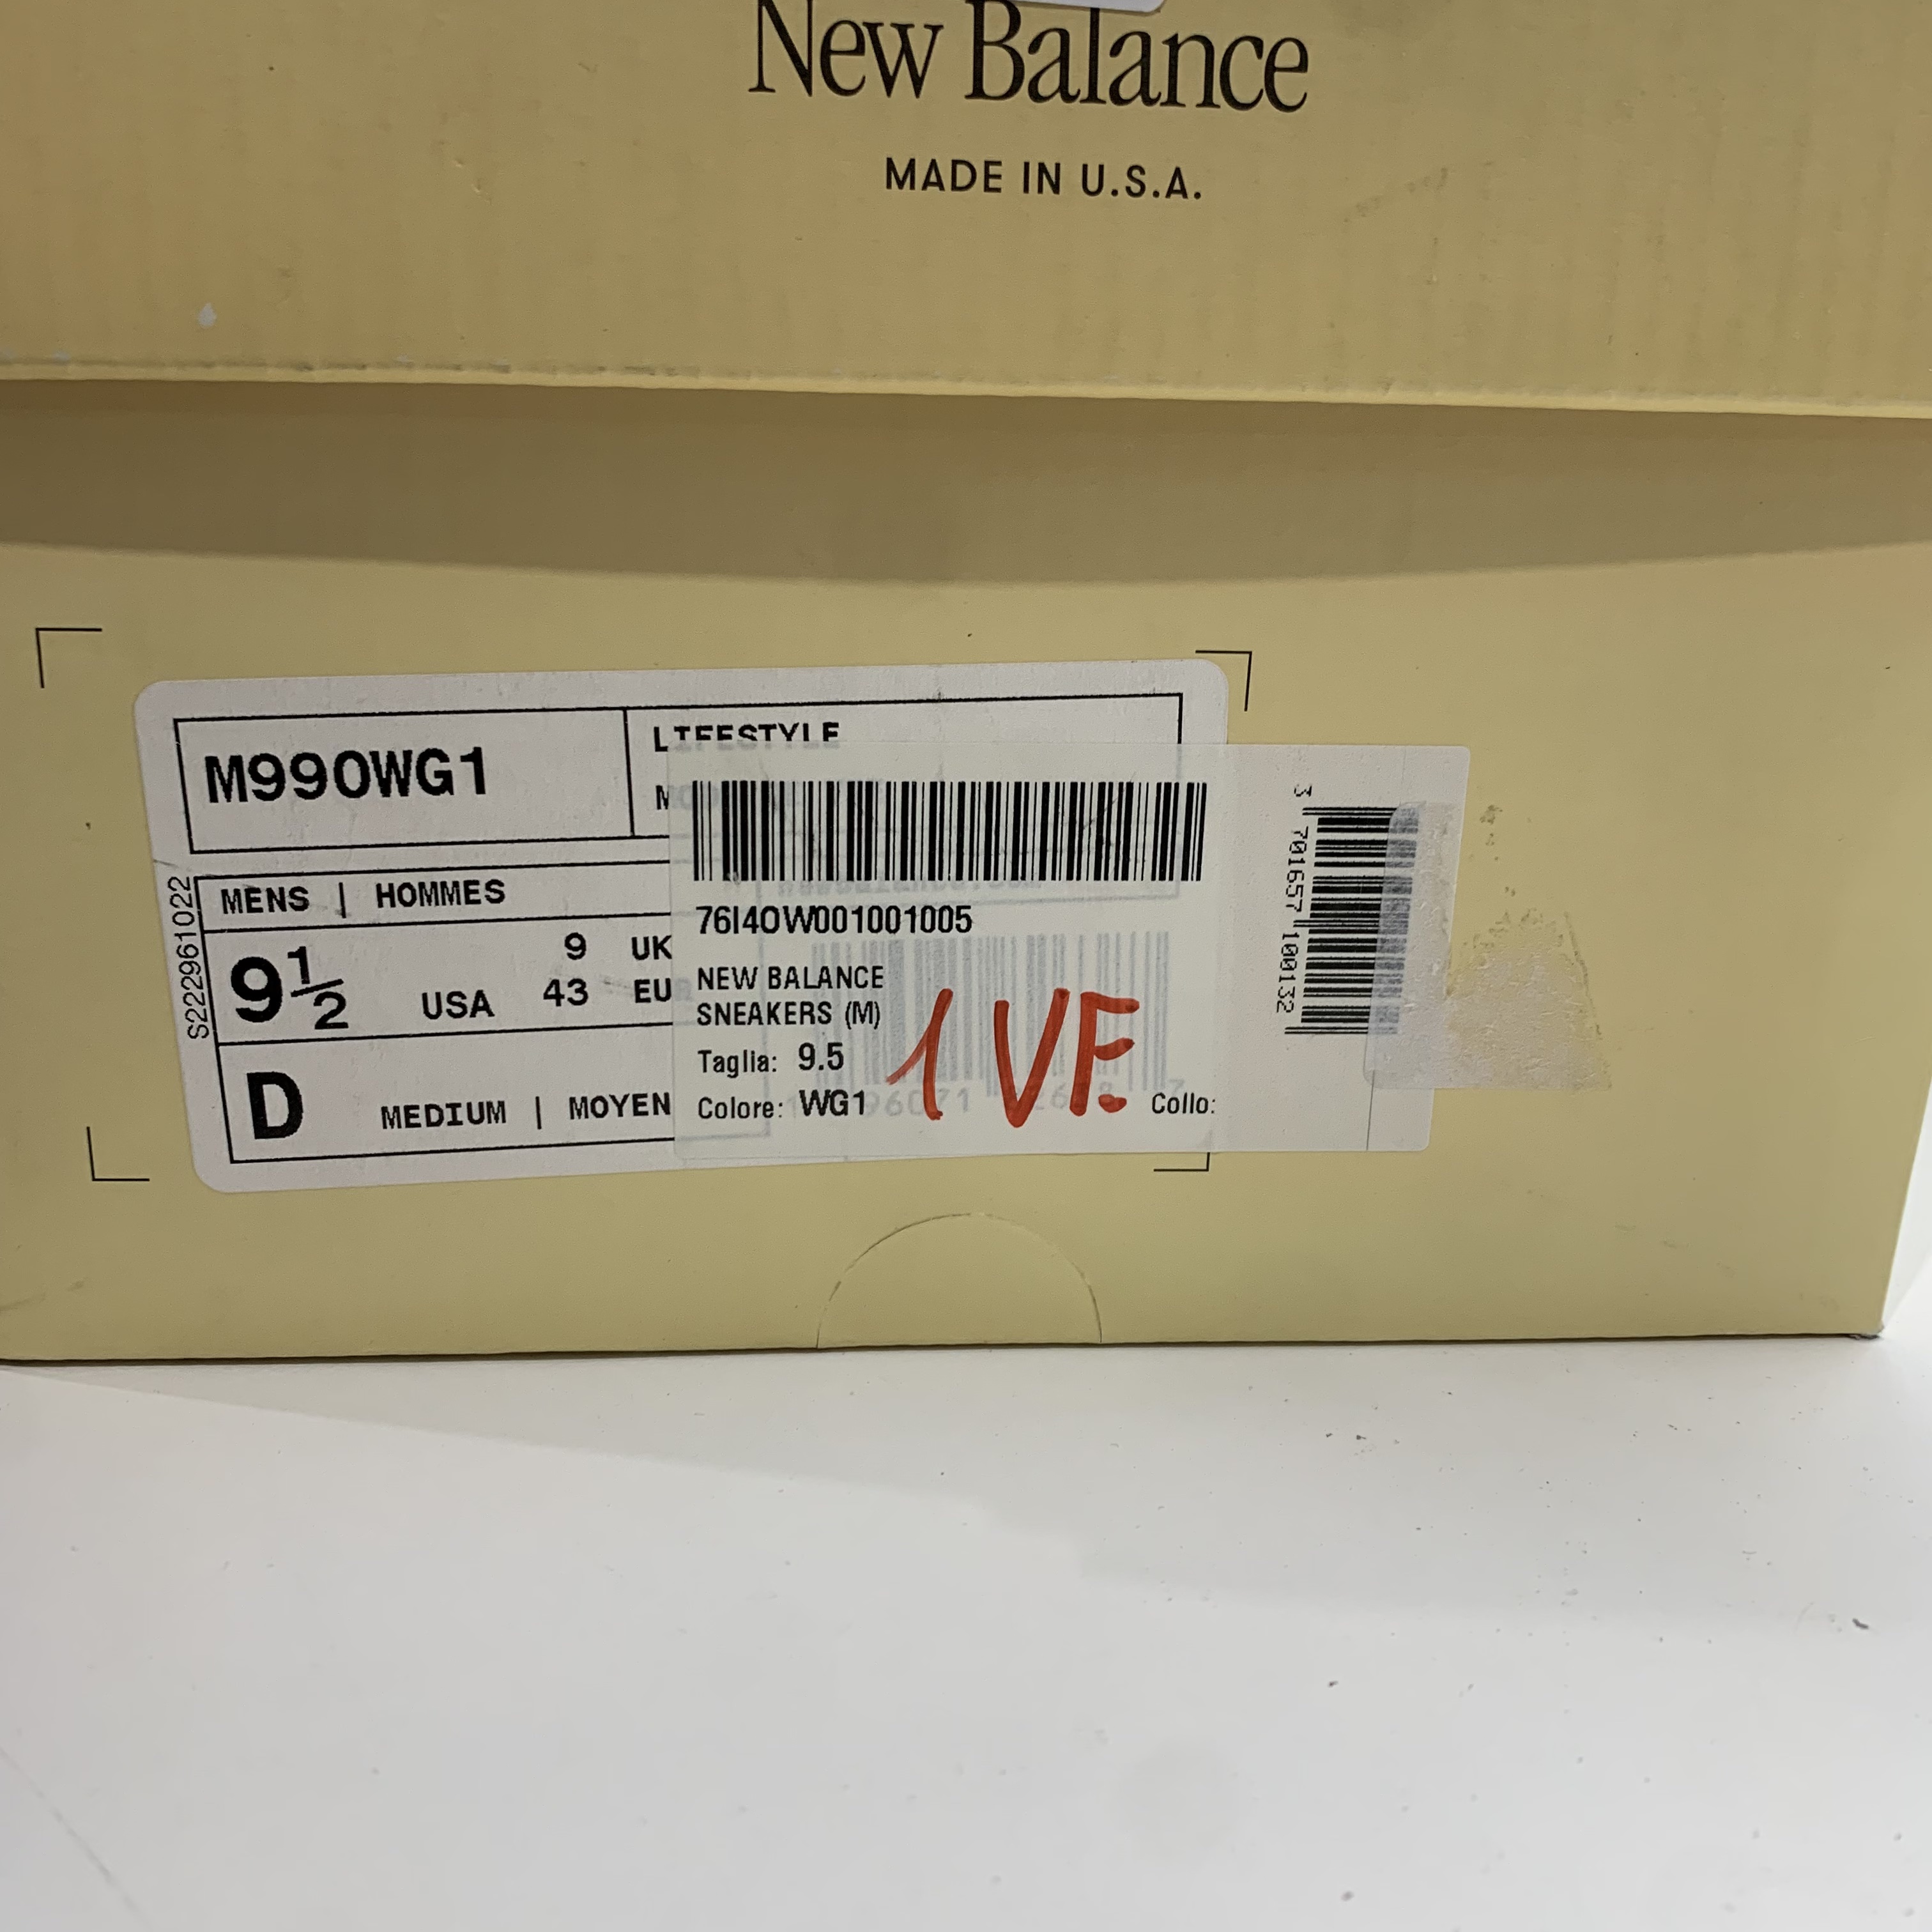 New Balance
MADE IN U.S.A.
M990WG1
LIFESTYLE
MENS | HOMMES
9½ USA
9 UK
43 EU
D MEDIUM | MOYEN
S222961022
76I40W001001005
NEW BALANCE
SNEAKERS (M)
Taglia: 9.5
Colore: WG1
Collo:
1 VF.
3 701657 100132